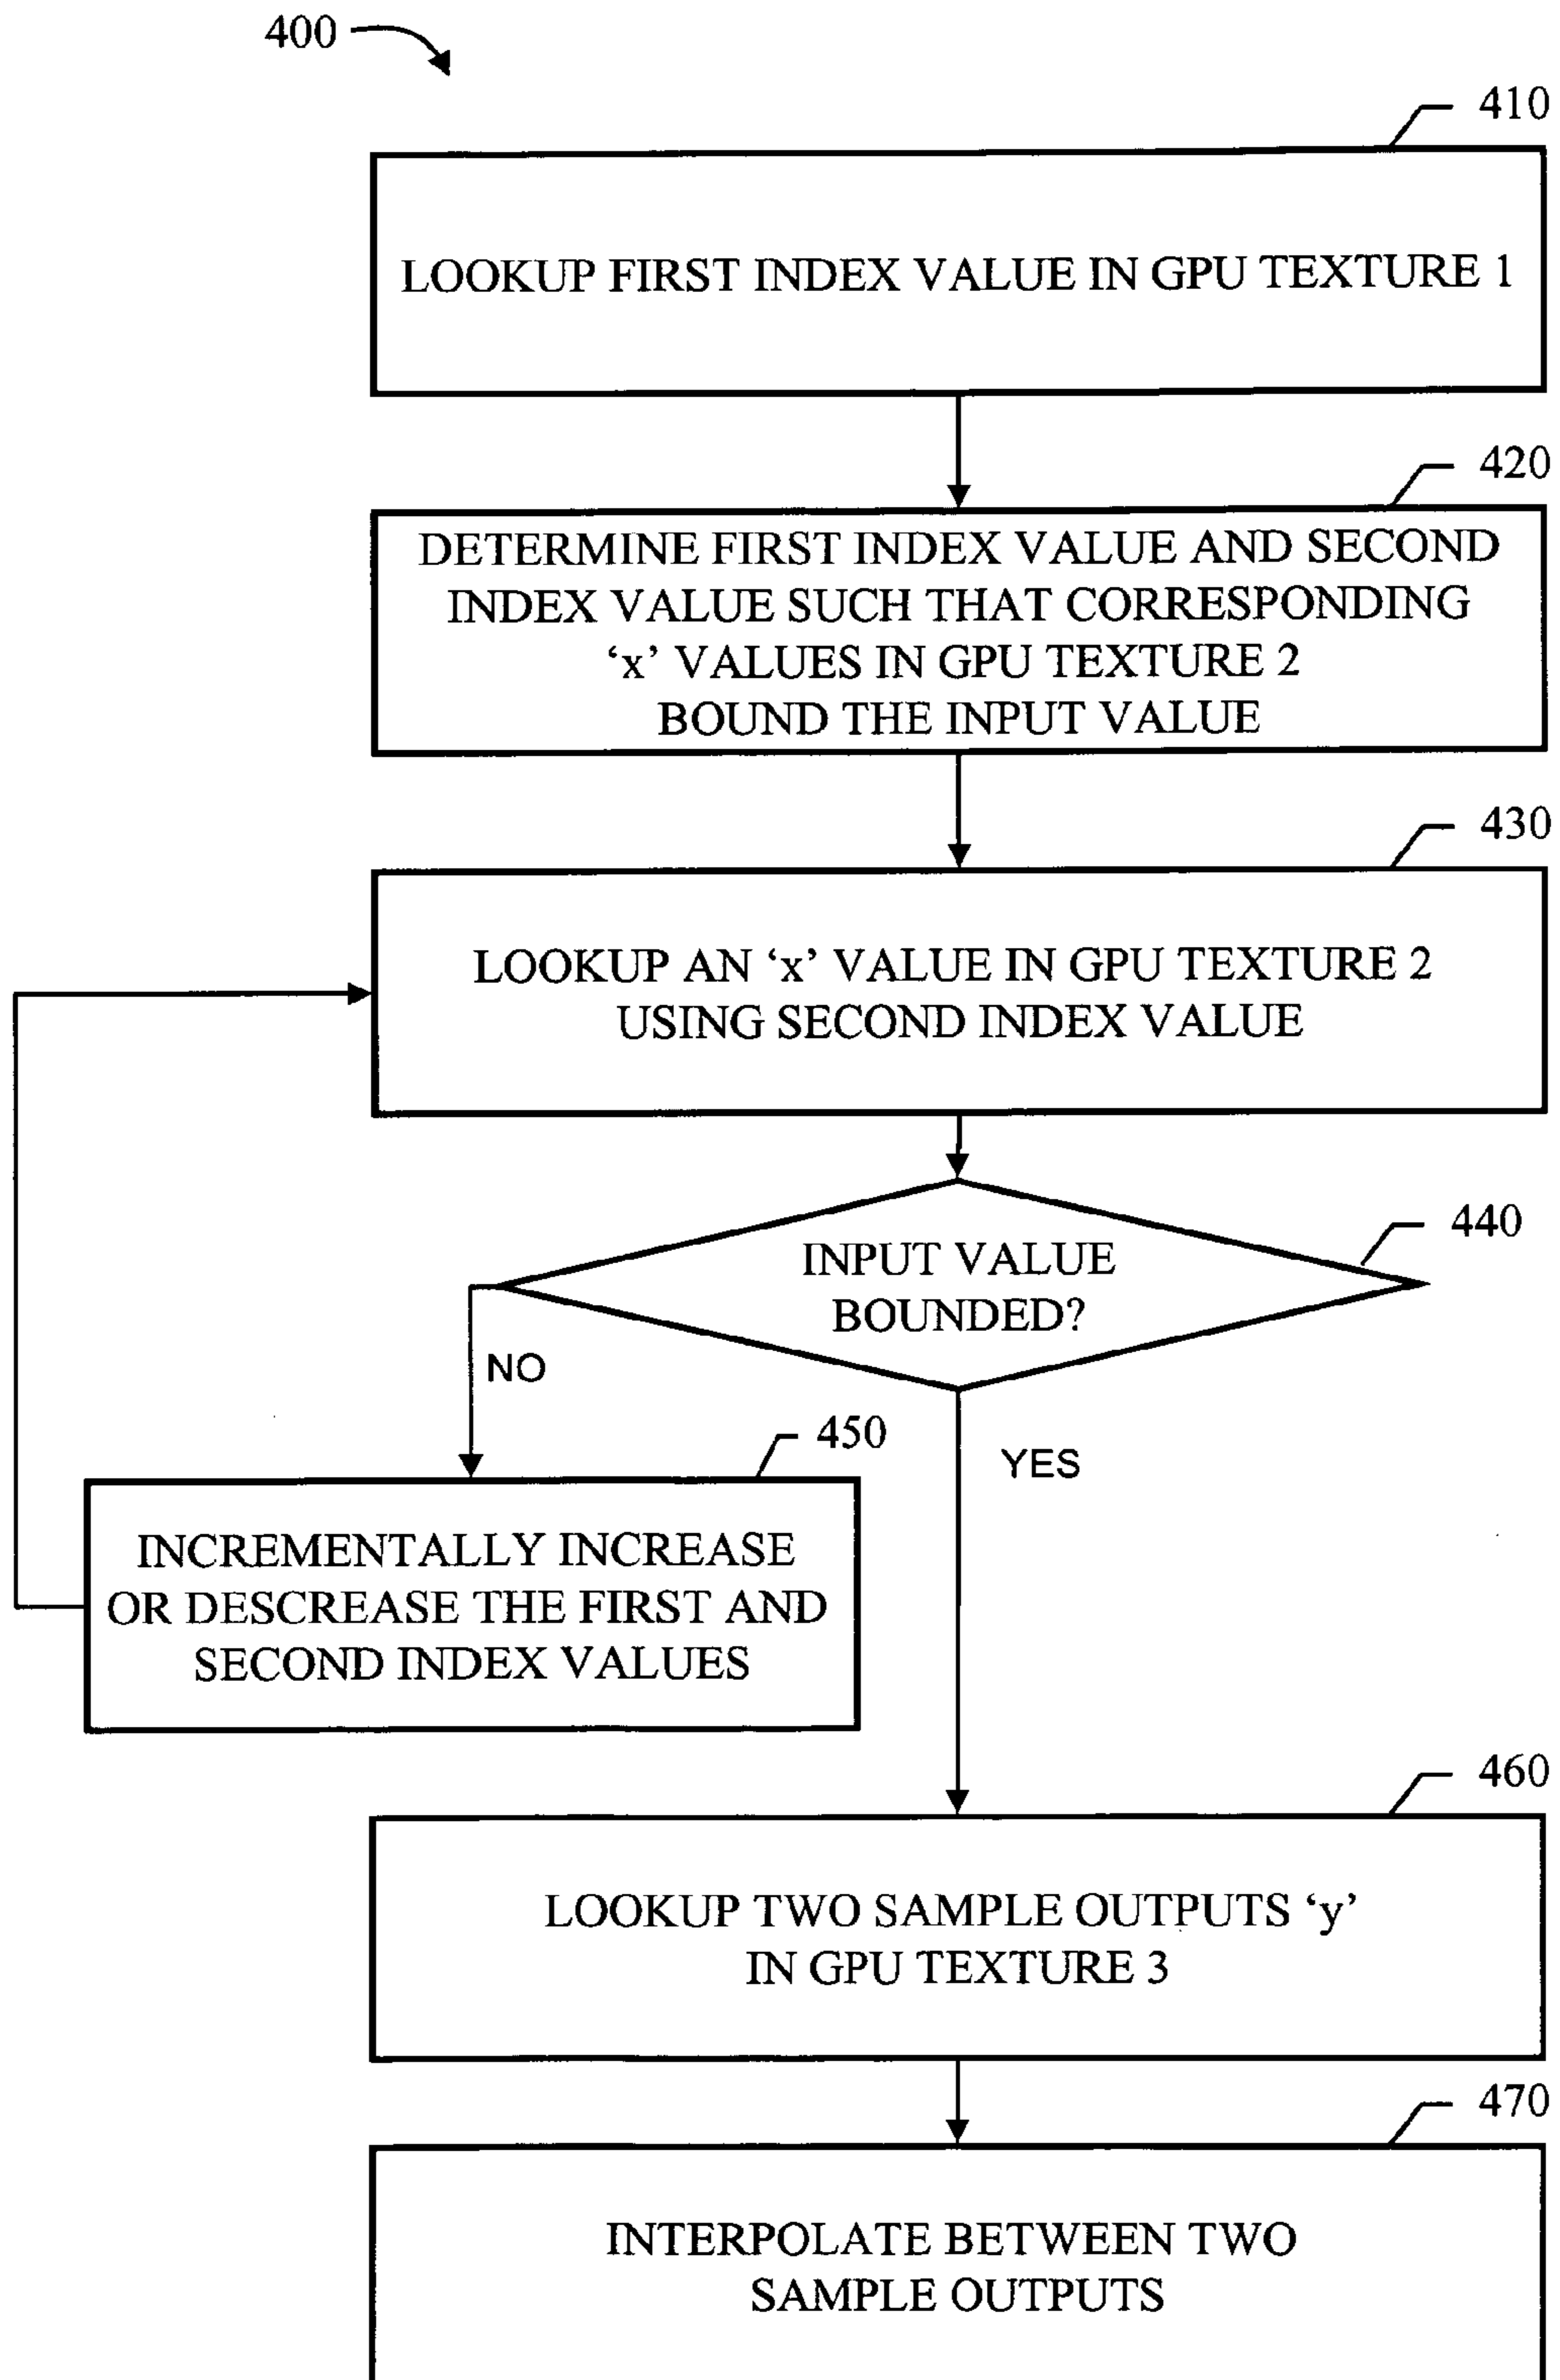 400
410
LOOKUP FIRST INDEX VALUE IN GPU TEXTURE 1
420
DETERMINE FIRST INDEX VALUE AND SECOND
INDEX VALUE SUCH THAT CORRESPONDING
‘x’ VALUES IN GPU TEXTURE 2
BOUND THE INPUT VALUE
430
LOOKUP AN ‘x’ VALUE IN GPU TEXTURE 2
USING SECOND INDEX VALUE
440
INPUT VALUE
BOUNDED?
NO
YES
450
INCREMENTALLY INCREASE
OR DESCREASE THE FIRST AND
SECOND INDEX VALUES
460
LOOKUP TWO SAMPLE OUTPUTS ‘y’
IN GPU TEXTURE 3
470
INTERPOLATE BETWEEN TWO
SAMPLE OUTPUTS